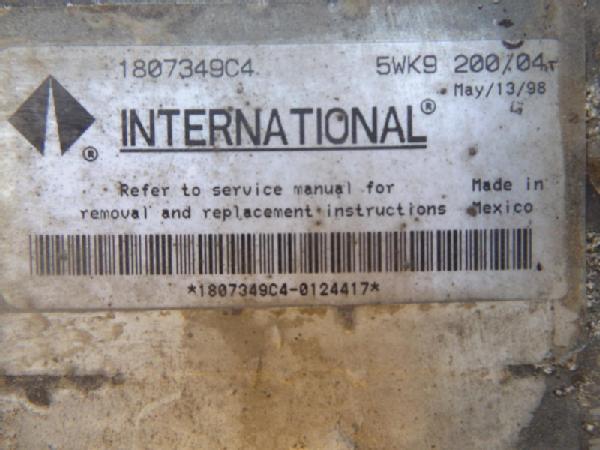 1807349C4 5WK9 200/04
May/13/98
® INTERNATIONAL®
Refer to service manual for Made in
removal and replacement instructions Mexico
*1807349C4-0124417*